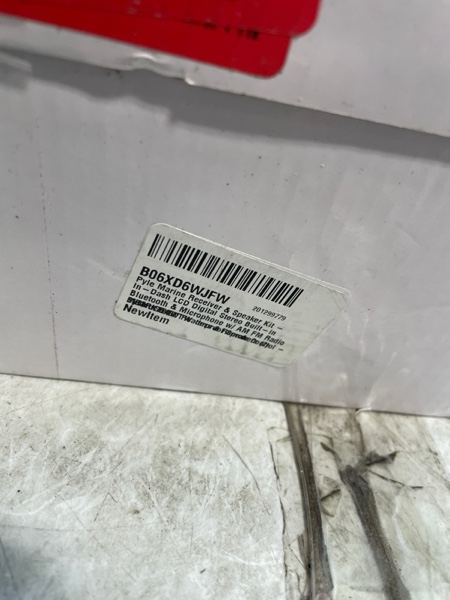 B06XD6WJFW
201299779
Pyle Marine Receiver & Speaker Kit -
In-Dash LCD Digital Stereo Built-in
Bluetooth & Microphone w/ AM FM Radio
NewItem